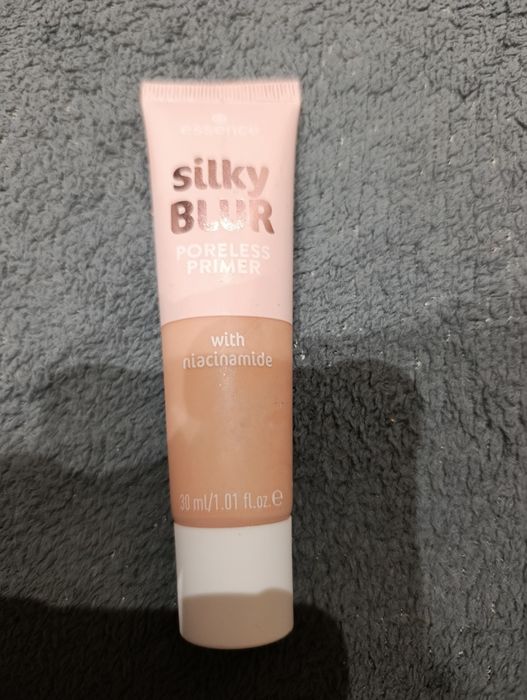 essence
silky
BLUR
PORELESS
PRIMER
with
niacinamide
30 ml/1.01 fl.oz.℮